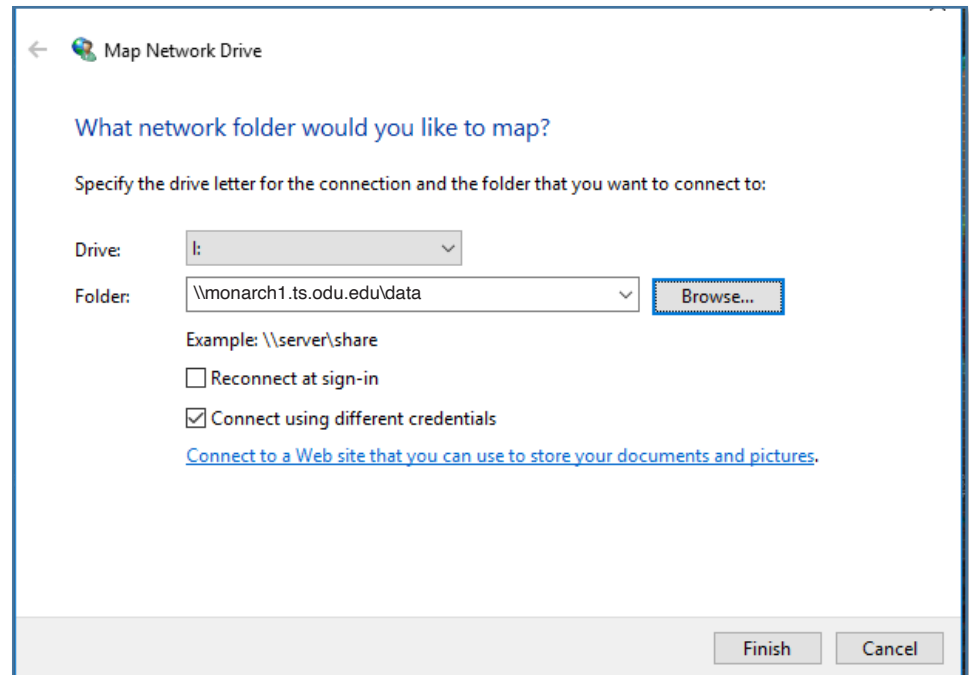 Map Network Drive
What network folder would you like to map?
Specify the drive letter for the connection and the folder that you want to connect to:
Drive: I:
Folder: \\monarch1.ts.odu.edu\data Browse...
Example: \\server\share
Reconnect at sign-in
Connect using different credentials
Connect to a Web site that you can use to store your documents and pictures.
Finish Cancel